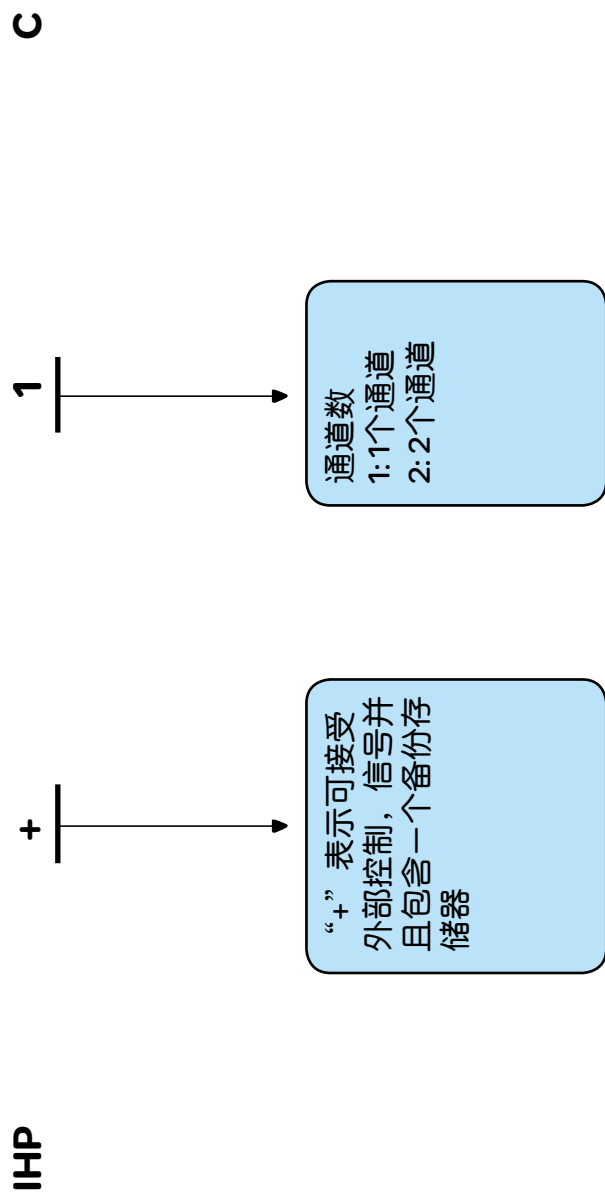 IHP
+
1
C
“+” 表示可接受
外部控制，信号并
且包含一个备份存
储器
通道数
1: 1个通道
2: 2个通道